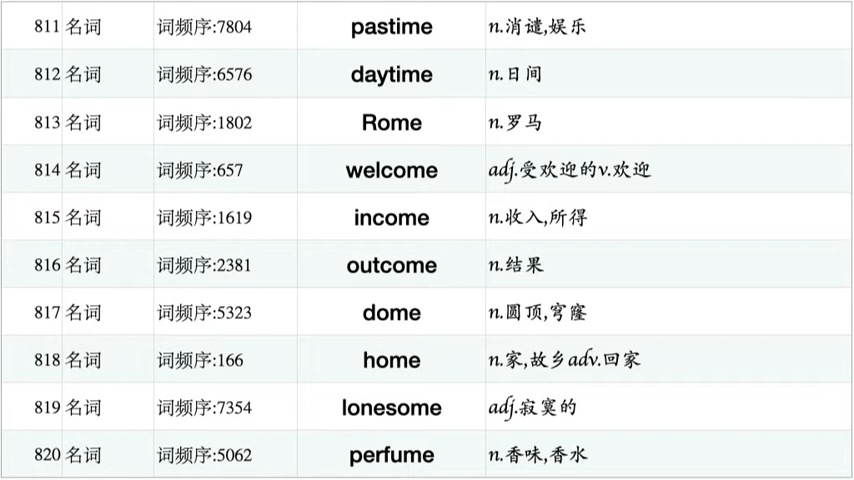 811 名词 词频序:7804 pastime n.消谴,娱乐
812 名词 词频序:6576 daytime n.日间
813 名词 词频序:1802 Rome n.罗马
814 名词 词频序:657 welcome adj.受欢迎的v.欢迎
815 名词 词频序:1619 income n.收入,所得
816 名词 词频序:2381 outcome n.结果
817 名词 词频序:5323 dome n.圆顶,穹窿
818 名词 词频序:166 home n.家,故乡adv.回家
819 名词 词频序:7354 lonesome adj.寂寞的
820 名词 词频序:5062 perfume n.香味,香水